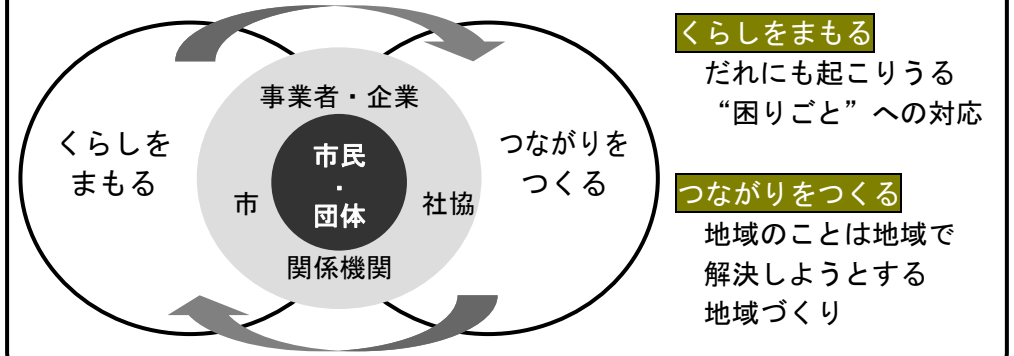 くらしを
まもる
事業者・企業
市民
・
団体
市
社協
関係機関
つながりを
つくる
くらしをまもる
だれにも起こりうる
“困りごと”への対応
つながりをつくる
地域のことは地域で
解決しようとする
地域づくり